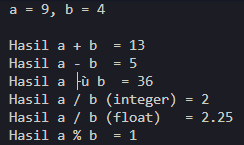 a = 9, b = 4
Hasil a + b  = 13
Hasil a - b  = 5
Hasil a ├ù b  = 36
Hasil a / b (integer) = 2
Hasil a / b (float)   = 2.25
Hasil a % b  = 1